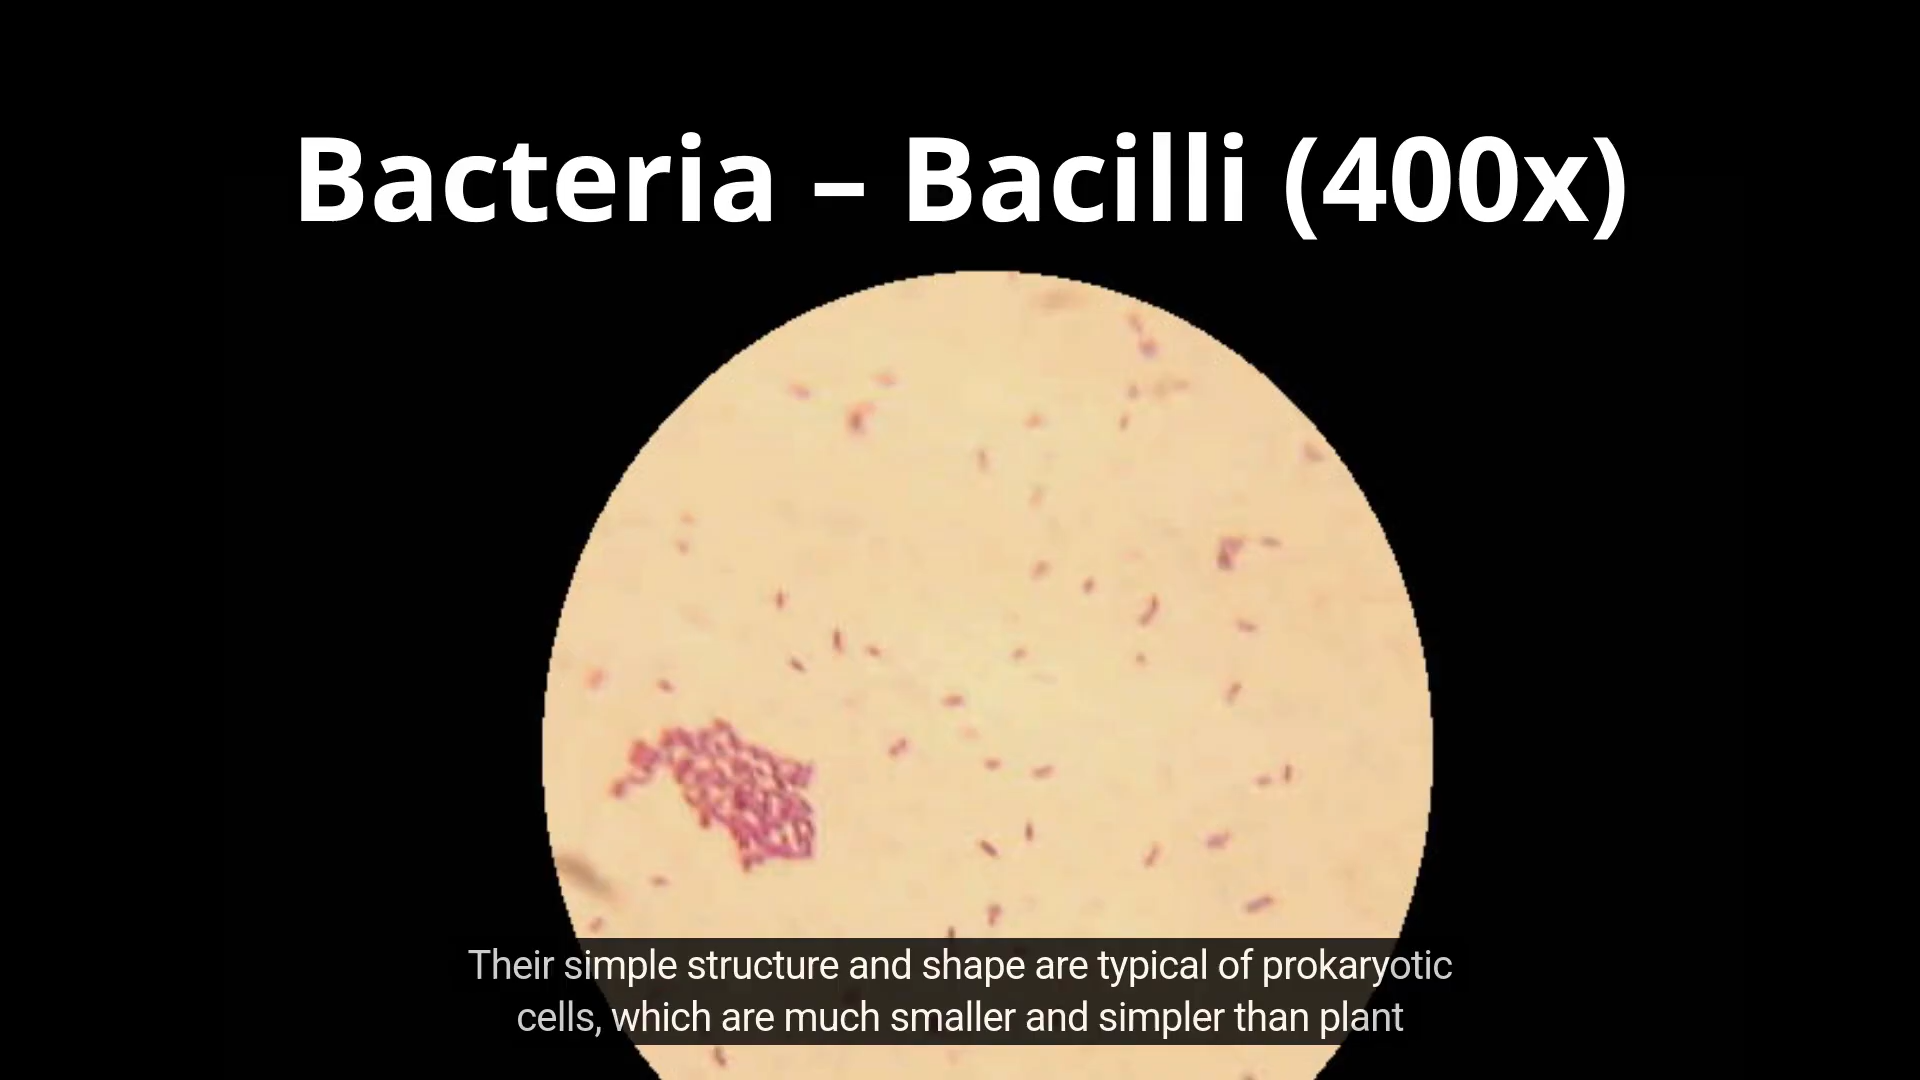 Bacteria – Bacilli (400x)
Their simple structure and shape are typical of prokaryotic
cells, which are much smaller and simpler than plant